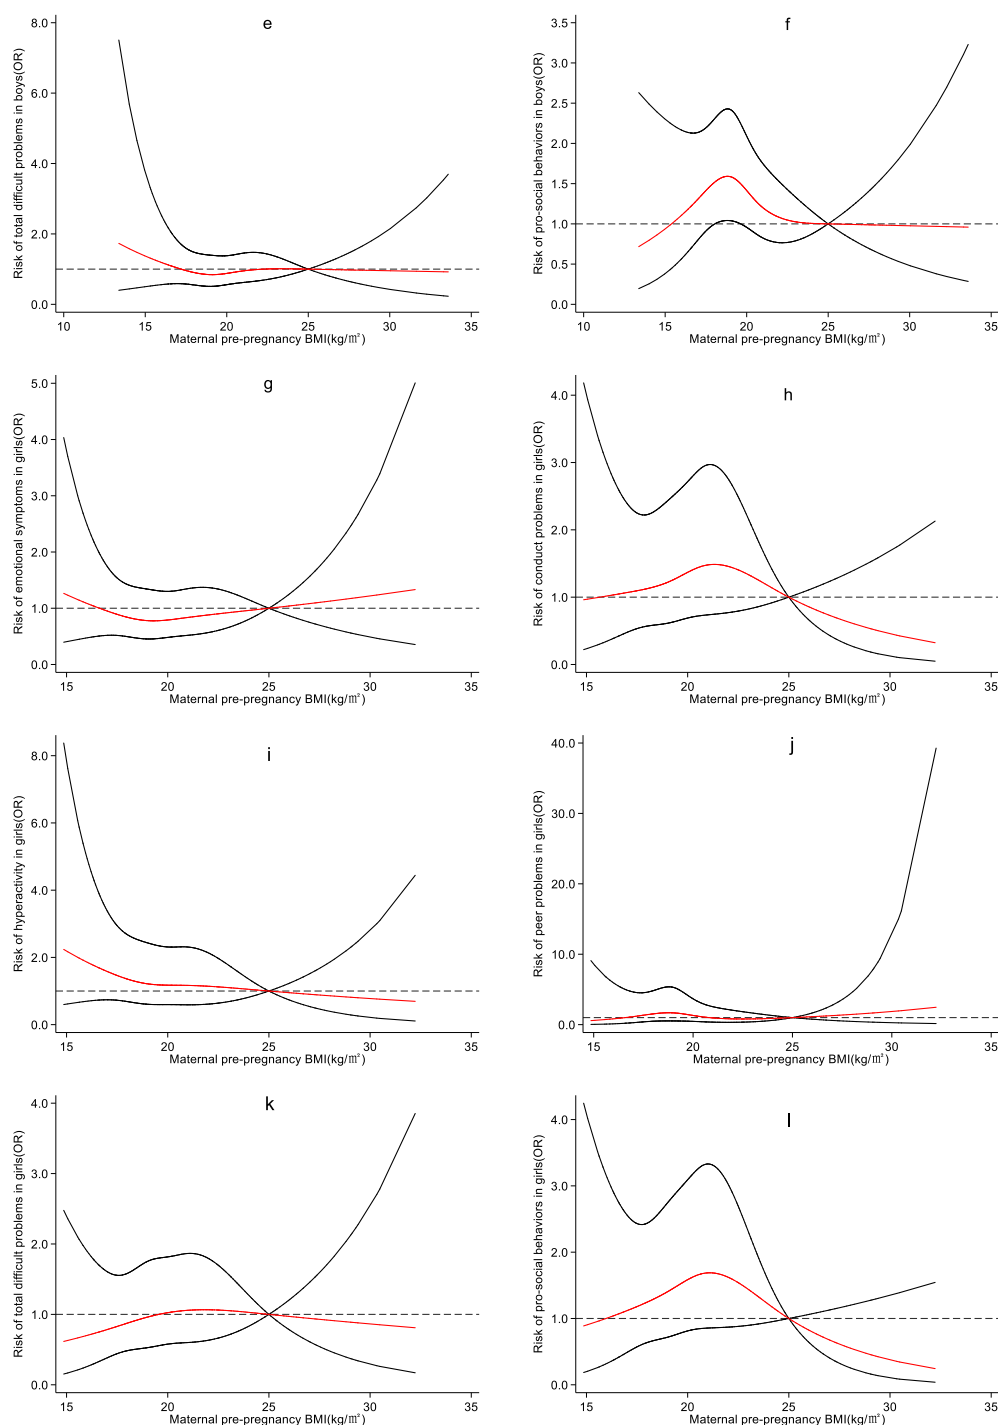 e
Risk of total difficult problems in boys(OR)
8.0
6.0
4.0
2.0
0.0
10 15 20 25 30 35
Maternal pre-pregnancy BMI(kg/m²)
f
Risk of pro-social behaviors in boys(OR)
3.5
3.0
2.5
2.0
1.5
1.0
0.5
0.0
10 15 20 25 30 35
Maternal pre-pregnancy BMI(kg/m²)
g
Risk of emotional symptoms in girls(OR)
5.0
4.0
3.0
2.0
1.0
0.0
15 20 25 30 35
Maternal pre-pregnancy BMI(kg/m²)
h
Risk of conduct problems in girls(OR)
4.0
3.0
2.0
1.0
0.0
15 20 25 30 35
Maternal pre-pregnancy BMI(kg/m²)
i
Risk of hyperactivity in girls(OR)
8.0
6.0
4.0
2.0
0.0
15 20 25 30 35
Maternal pre-pregnancy BMI(kg/m²)
j
Risk of peer problems in girls(OR)
40.0
30.0
20.0
10.0
0.0
15 20 25 30 35
Maternal pre-pregnancy BMI(kg/m²)
k
Risk of total difficult problems in girls(OR)
4.0
3.0
2.0
1.0
0.0
15 20 25 30 35
Maternal pre-pregnancy BMI(kg/m²)
l
Risk of pro-social behaviors in girls(OR)
4.0
3.0
2.0
1.0
0.0
15 20 25 30 35
Maternal pre-pregnancy BMI(kg/m²)